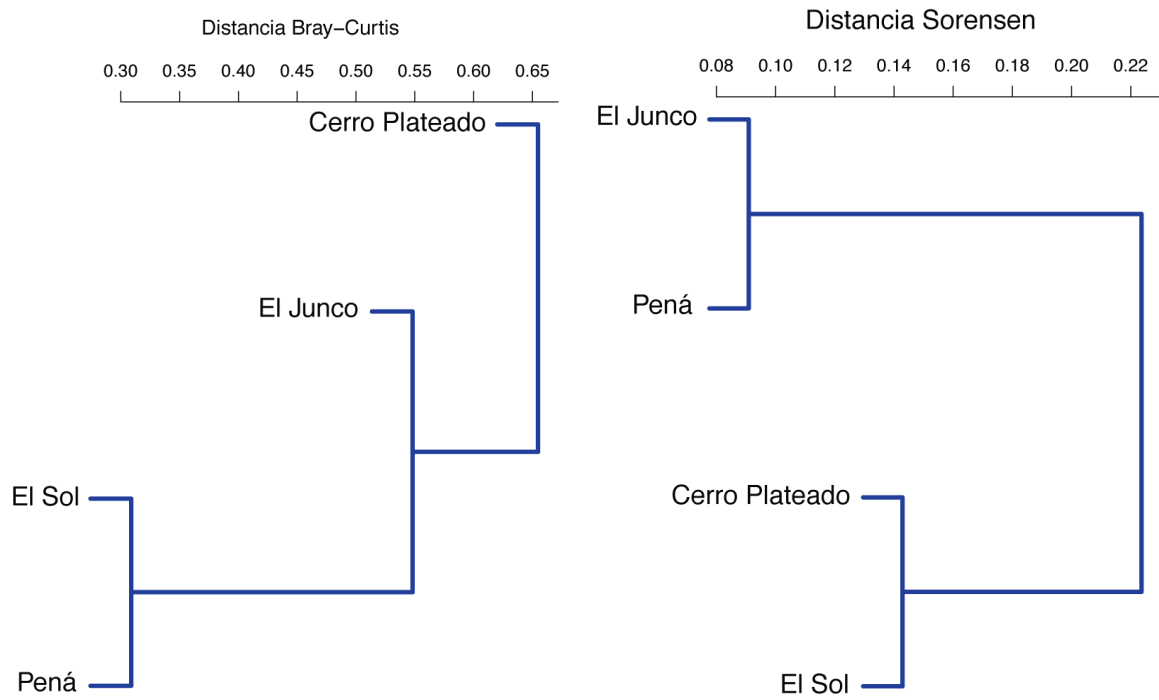 Distancia Bray−Curtis
0.30 0.35 0.40 0.45 0.50 0.55 0.60 0.65
Cerro Plateado
El Junco
El Sol
Pená
Distancia Sorensen
0.08 0.10 0.12 0.14 0.16 0.18 0.20 0.22
El Junco
Pená
Cerro Plateado
El Sol